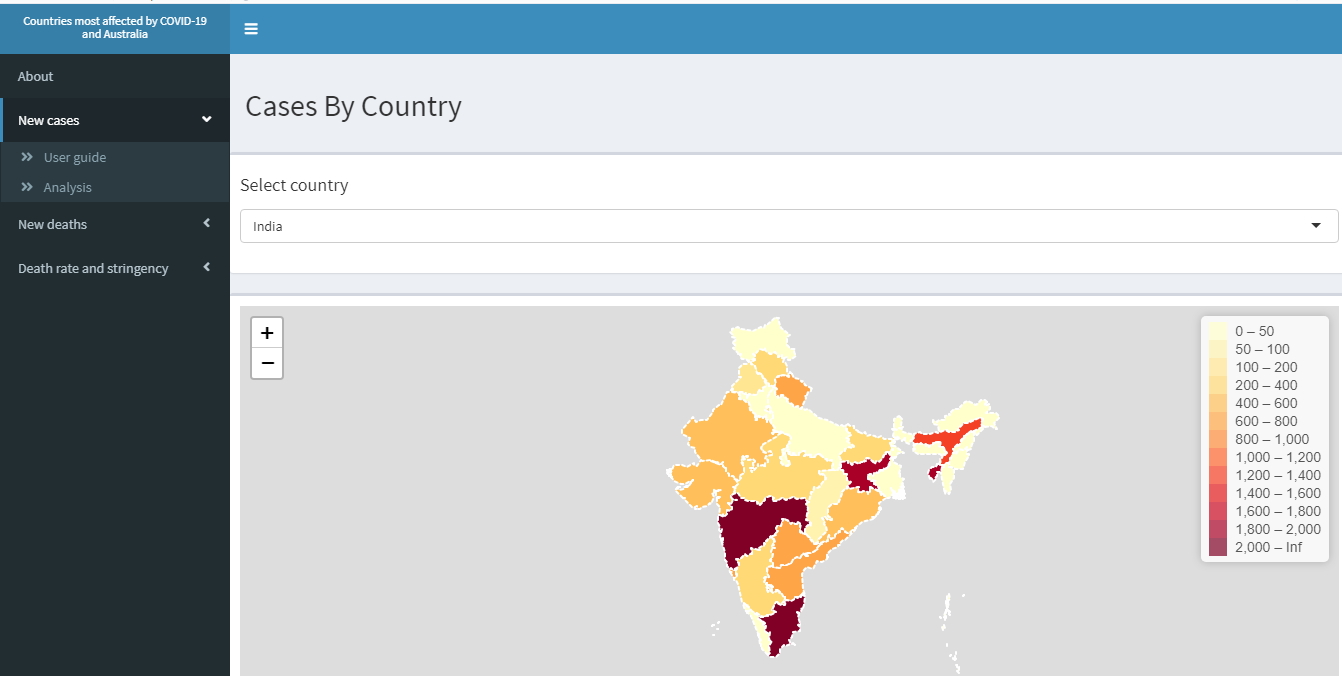 Countries most affected by COVID-19
and Australia
About
New cases
User guide
Analysis
New deaths
Death rate and stringency
Cases By Country
Select country
India
+
−
0 – 50
50 – 100
100 – 200
200 – 400
400 – 600
600 – 800
800 – 1,000
1,000 – 1,200
1,200 – 1,400
1,400 – 1,600
1,600 – 1,800
1,800 – 2,000
2,000 – Inf